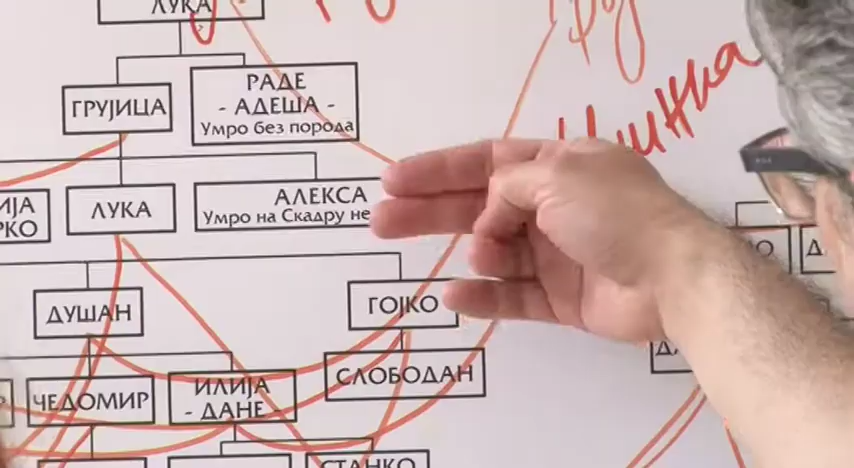 ЛУКА
ГРУЈИЦА
РАДЕ
- АДЕША -
Умро без порода
ЛУКА
АЛЕКСА
Умро на Скадру не
ДУШАН
ГОЈКО
ЧЕДОМИР
ИЛИЈА
- ДАНЕ -
СЛОБОДАН
СТАНКО